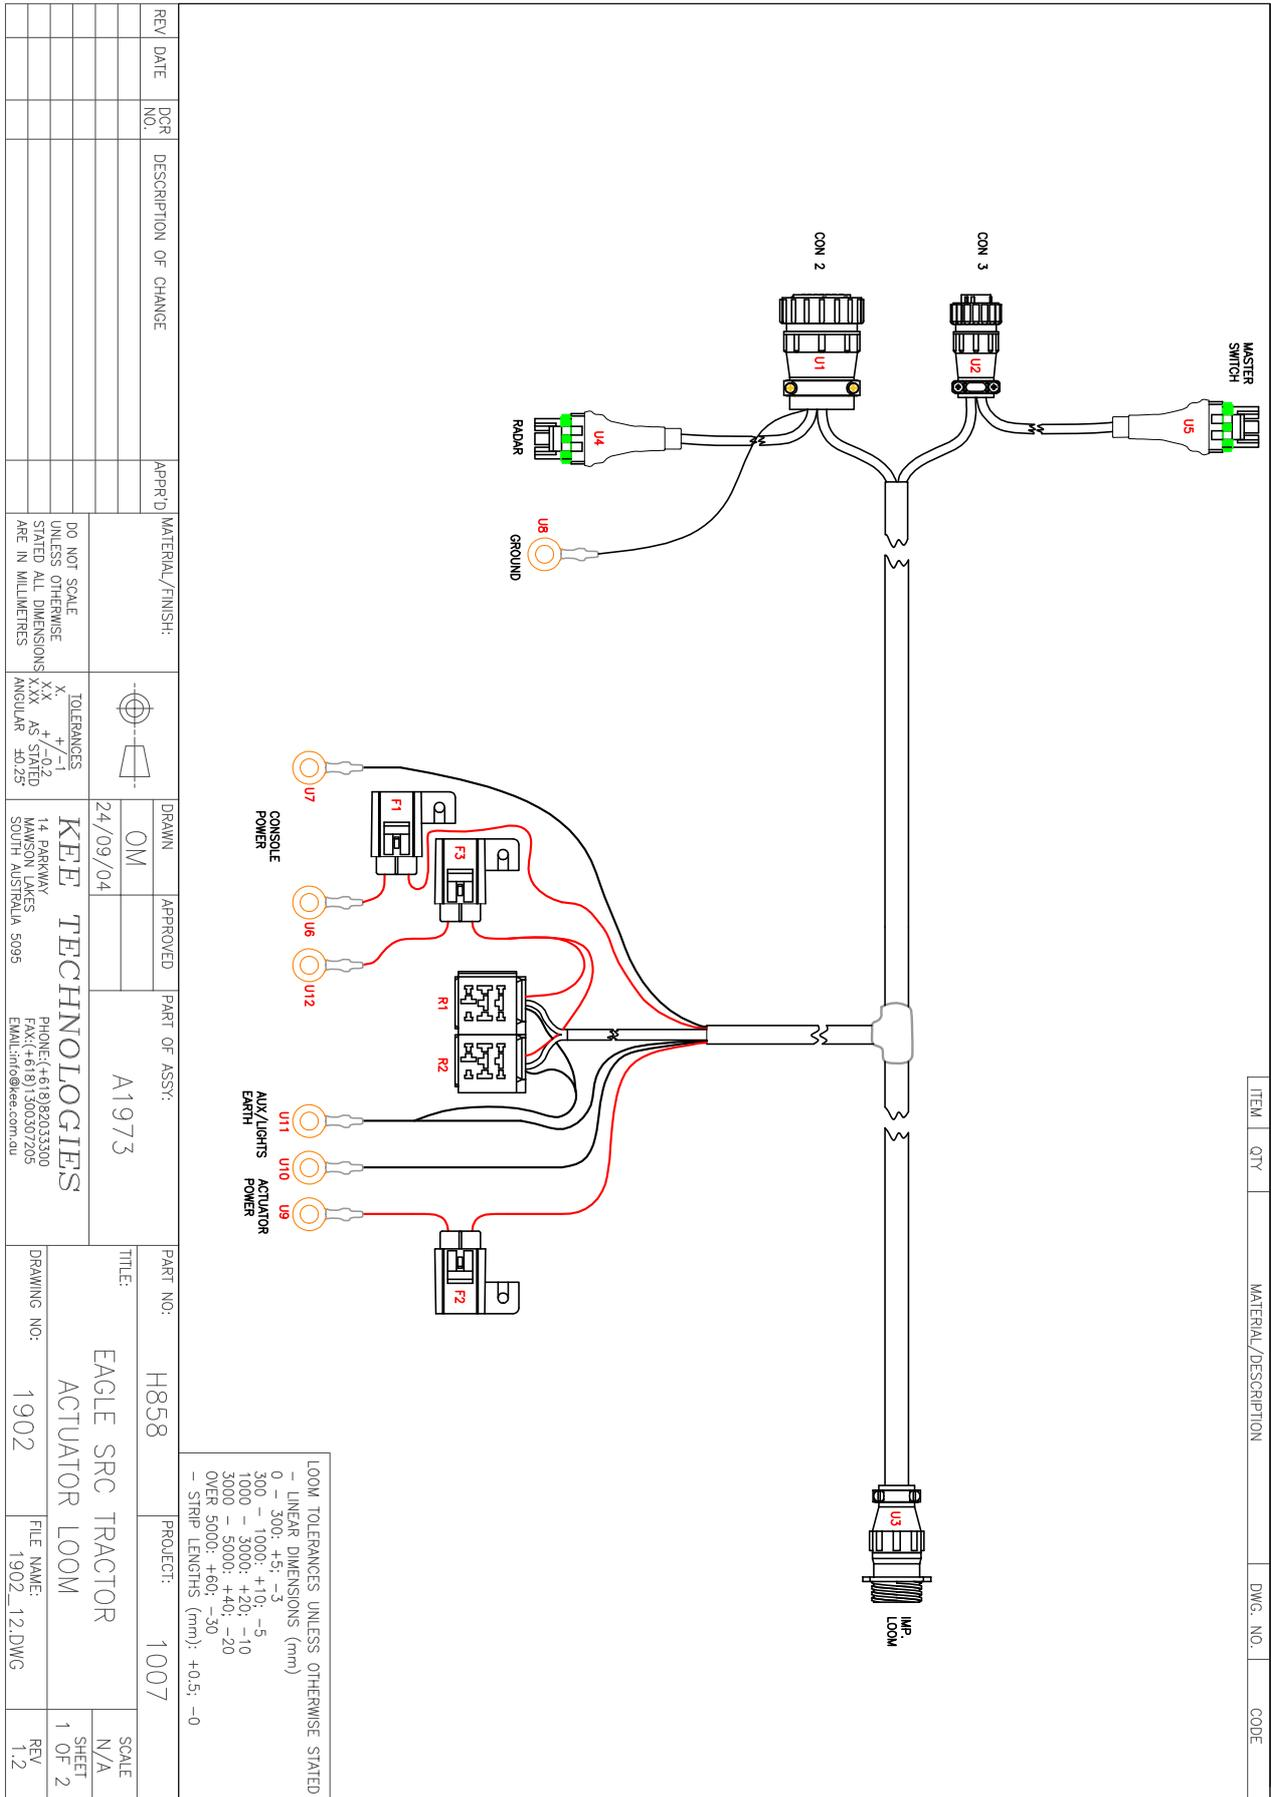 ITEM QTY MATERIAL/DESCRIPTION DWG. NO. CODE
MASTER
SWITCH
U5
CON 3
U2
CON 2
U1
U4
RADAR
U8
GROUND
U3
IMP.
LOOM
U7
F1
F3
CONSOLE
POWER
U6
U12
R1
R2
U11
AUX/LIGHTS
EARTH
U10
ACTUATOR
POWER
U9
F2
LOOM TOLERANCES UNLESS OTHERWISE STATED
- LINEAR DIMENSIONS (mm)
0 - 300: +5; -3
300 - 1000: +10; -5
1000 - 3000: +20; -10
3000 - 5000: +40; -20
OVER 5000: +60; -30
- STRIP LENGTHS (mm): +0.5; -0
REV DATE DCR NO. DESCRIPTION OF CHANGE APPR'D
MATERIAL/FINISH:
DO NOT SCALE
UNLESS OTHERWISE
STATED ALL DIMENSIONS
ARE IN MILLIMETRES
TOLERANCES
X. +/-1
X.X +/-0.2
X.XX AS STATED
ANGULAR ±0.25°
DRAWN
OM
24/09/04
APPROVED
PART OF ASSY:
A1973
KEE TECHNOLOGIES
14 PARKWAY
MAWSON LAKES
SOUTH AUSTRALIA 5095
PHONE:(+618)82033300
FAX:(+618)1300307205
EMAIL:info@kee.com.au
PART NO:
H858
PROJECT:
1007
TITLE:
EAGLE SRC TRACTOR
ACTUATOR LOOM
SCALE
N/A
SHEET
1 OF 2
DRAWING NO:
1902
FILE NAME:
1902_12.DWG
REV
1.2